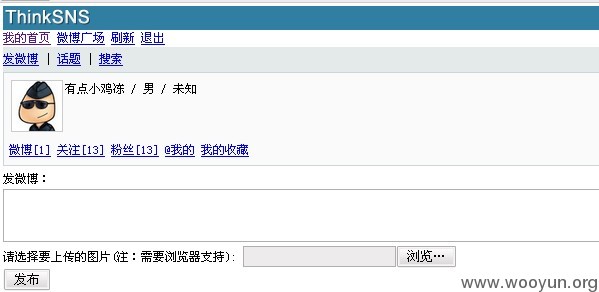 ThinkSNS
我的首页 微博广场 刷新 退出
发微博 | 话题 | 搜索
有点小鸡冻 / 男 / 未知
微博[1] 关注[13] 粉丝[13] @我的 我的收藏
发微博：
请选择要上传的图片(注：需要浏览器支持)： 浏览…
发布
www.wooyun.org